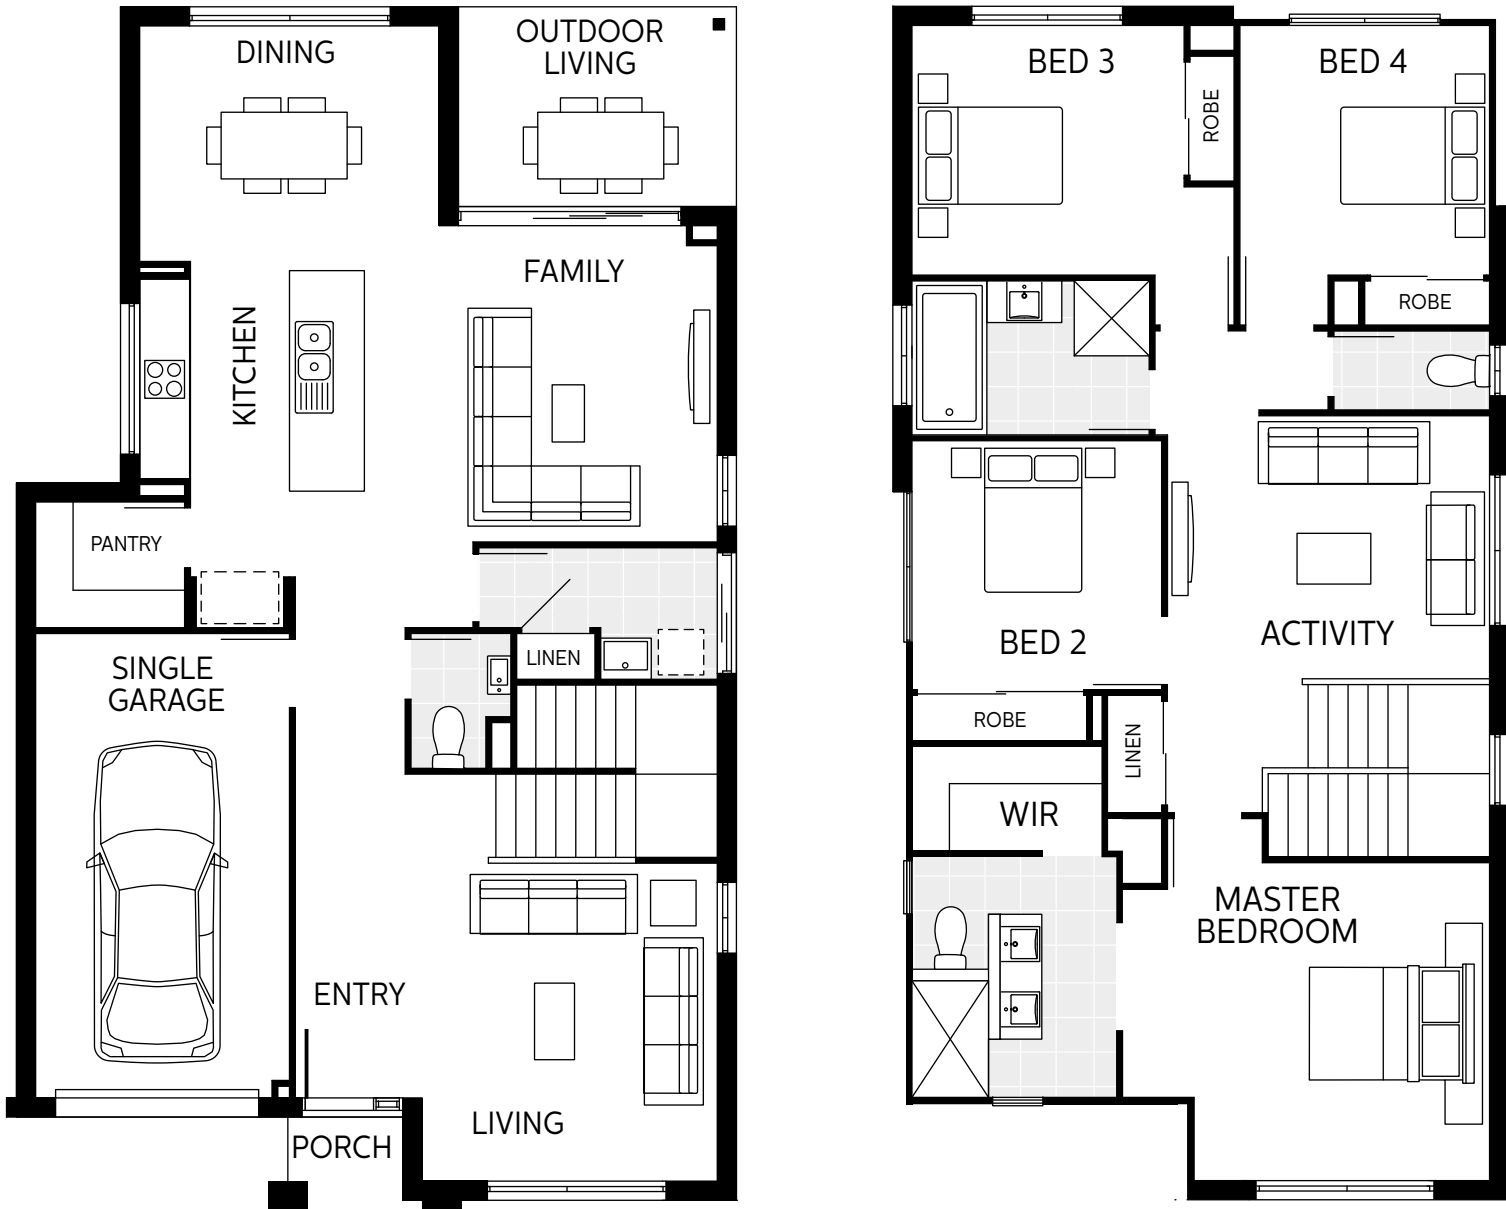 DINING
OUTDOOR
LIVING
FAMILY
KITCHEN
PANTRY
SINGLE
GARAGE
LINEN
ENTRY
LIVING
PORCH
BED 3
ROBE
BED 4
ROBE
BED 2
ACTIVITY
ROBE
LINEN
WIR
MASTER
BEDROOM